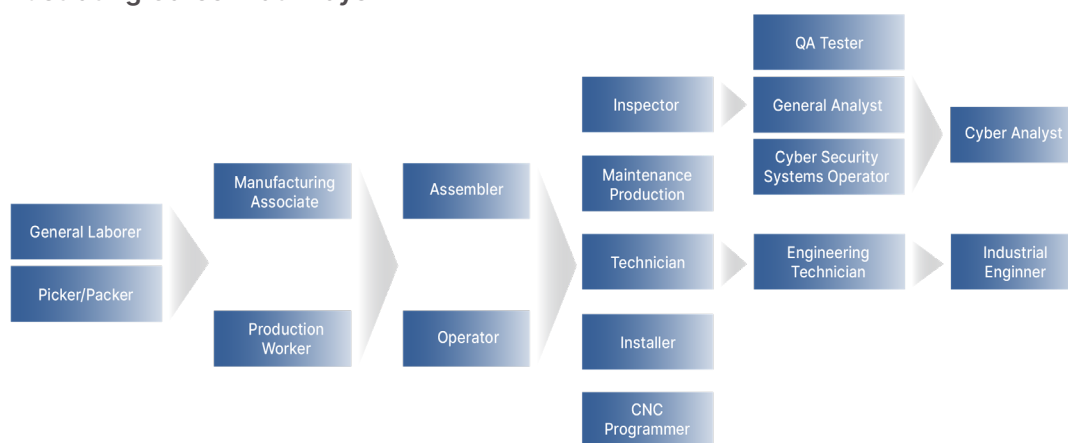 General Laborer
Picker/Packer
Manufacturing
Associate
Production
Worker
Assembler
Operator
Inspector
Maintenance
Production
Technician
Installer
CNC
Programmer
QA Tester
General Analyst
Cyber Security
Systems Operator
Engineering
Technician
Cyber Analyst
Industrial
Enginner